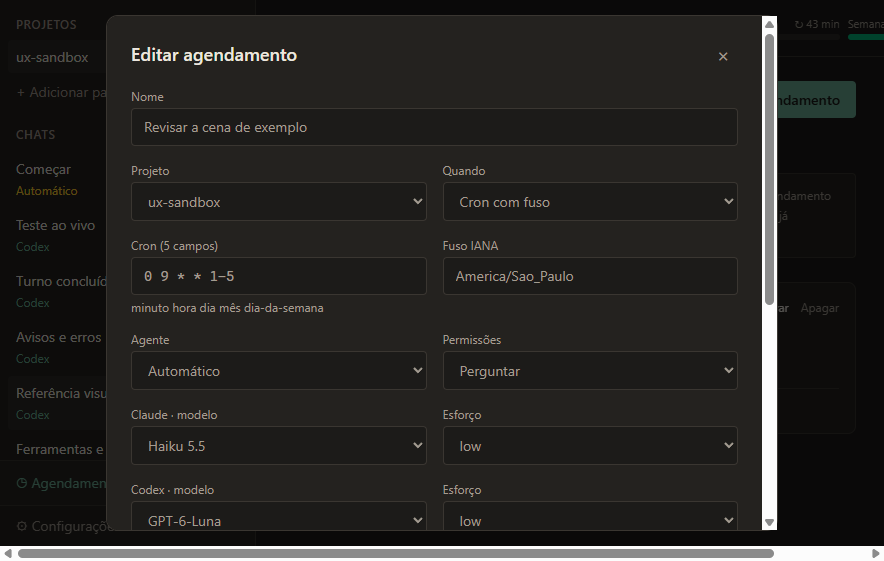 PROJETOS
ux-sandbox
+ Adicionar pa
CHATS
Começar
Automático
Teste ao vivo
Codex
Turno concluíd
Codex
Avisos e erros
Codex
Referência visu
Codex
Ferramentas e
Agendamen
Configuraçõ
Editar agendamento
×
Nome
Revisar a cena de exemplo
Projeto
Quando
ux-sandbox
Cron com fuso
Cron (5 campos)
Fuso IANA
0 9 * * 1-5
America/Sao_Paulo
minuto hora dia mês dia-da-semana
Agente
Permissões
Automático
Perguntar
Claude · modelo
Esforço
Haiku 5.5
low
Codex · modelo
Esforço
GPT-6-Luna
low
↻ 43 min
Semana
ndamento
ndamento
já
ar
Apagar